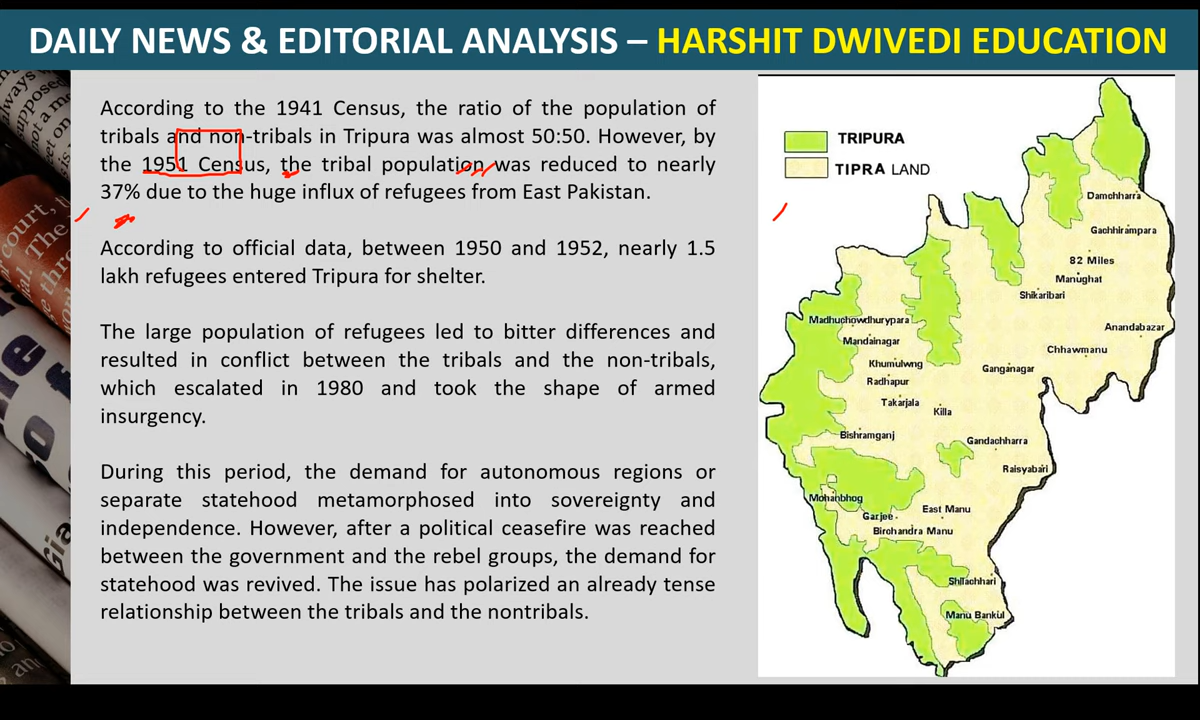 DAILY NEWS & EDITORIAL ANALYSIS – HARSHIT DWIVEDI EDUCATION
According to the 1941 Census, the ratio of the population of
tribals and non-tribals in Tripura was almost 50:50. However, by
the 1951 Census, the tribal population was reduced to nearly
37% due to the huge influx of refugees from East Pakistan.
According to official data, between 1950 and 1952, nearly 1.5
lakh refugees entered Tripura for shelter.
The large population of refugees led to bitter differences and
resulted in conflict between the tribals and the non-tribals,
which escalated in 1980 and took the shape of armed
insurgency.
During this period, the demand for autonomous regions or
separate statehood metamorphosed into sovereignty and
independence. However, after a political ceasefire was reached
between the government and the rebel groups, the demand for
statehood was revived. The issue has polarized an already tense
relationship between the tribals and the nontribals.
TRIPURA
TIPRA LAND
Damchharra
Gachhirampara
82 Miles
Manughat
Shikaribari
Madhuchowdhurypara
Anandabazar
Mandainagar
Chhawmanu
Khumulwng
Ganganagar
Radhapur
Takarjala
Killa
Bishramganj
Gandachharra
Raisyabari
Mohanbhog
East Manu
Garjee
Birchandra Manu
Shilachhari
Manu Bankul